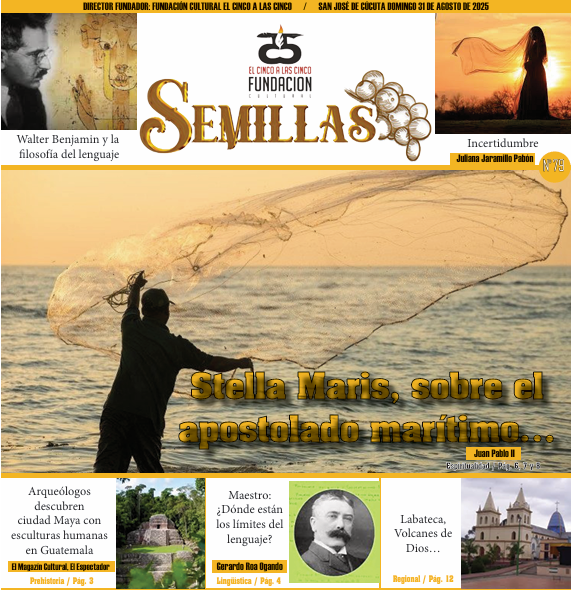 DIRECTOR FUNDADOR: FUNDACIÓN CULTURAL EL CINCO A LAS CINCO / SAN JOSÉ DE CÚCUTA DOMINGO 31 DE AGOSTO DE 2025
EL CINCO A LAS CINCO
FUNDACIÓN
CULTURAL
SEMILLAS
Walter Benjamin y la
filosofía del lenguaje
Incertidumbre
Juliana Jaramillo Pabón
Stella Maris, sobre el
apostolado marítimo...
Juan Pablo II
Espiritualidad / Pág. 6, 7 y 8
Arqueólogos
descubren
ciudad Maya con
esculturas humanas
en Guatemala
El Magazín Cultural, El Espectador
Prehistoria / Pág. 3
Maestro:
¿Dónde están
los límites del
lenguaje?
Gerardo Roa Ogando
Lingüística / Pág. 4
Labateca,
Volcanes de
Dios…
Regional / Pág. 12